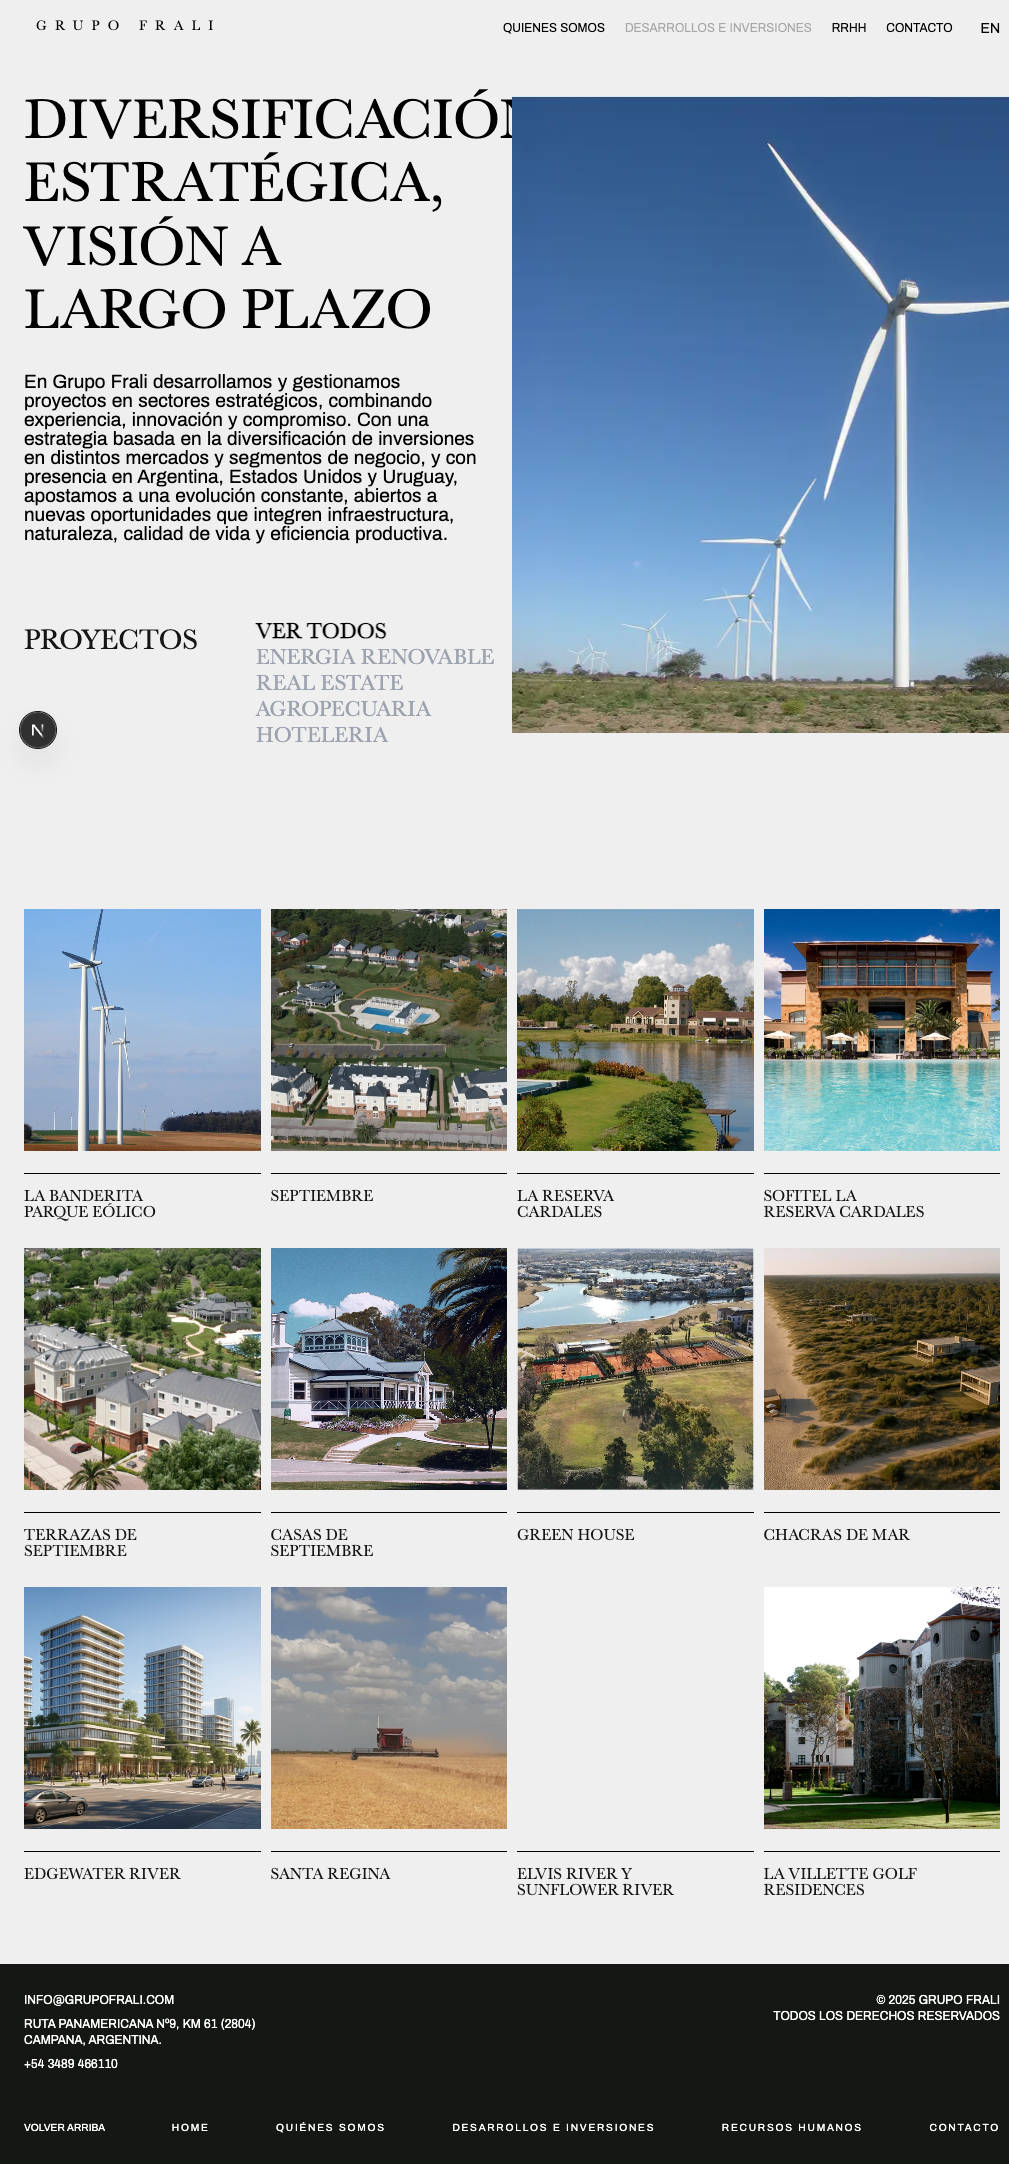 GRUPO FRALI
QUIENES SOMOS DESARROLLOS E INVERSIONES RRHH CONTACTO EN
DIVERSIFICACIÓN
ESTRATÉGICA,
VISIÓN A
LARGO PLAZO
En Grupo Frali desarrollamos y gestionamos
proyectos en sectores estratégicos, combinando
experiencia, innovación y compromiso. Con una
estrategia basada en la diversificación de inversiones
en distintos mercados y segmentos de negocio, y con
presencia en Argentina, Estados Unidos y Uruguay,
apostamos a una evolución constante, abiertos a
nuevas oportunidades que integren infraestructura,
naturaleza, calidad de vida y eficiencia productiva.
PROYECTOS
VER TODOS
ENERGIA RENOVABLE
REAL ESTATE
AGROPECUARIA
HOTELERIA
N
LA BANDERITA
PARQUE EÓLICO
SEPTIEMBRE
LA RESERVA
CARDALES
SOFITEL LA
RESERVA CARDALES
TERRAZAS DE
SEPTIEMBRE
CASAS DE
SEPTIEMBRE
GREEN HOUSE
CHACRAS DE MAR
EDGEWATER RIVER
SANTA REGINA
ELVIS RIVER Y
SUNFLOWER RIVER
LA VILLETTE GOLF
RESIDENCES
INFO@GRUPOFRALI.COM
RUTA PANAMERICANA Nº9, KM 61 (2804)
CAMPANA, ARGENTINA.
+54 3489 466110
© 2025 GRUPO FRALI
TODOS LOS DERECHOS RESERVADOS
VOLVER ARRIBA HOME QUIÉNES SOMOS DESARROLLOS E INVERSIONES RECURSOS HUMANOS CONTACTO